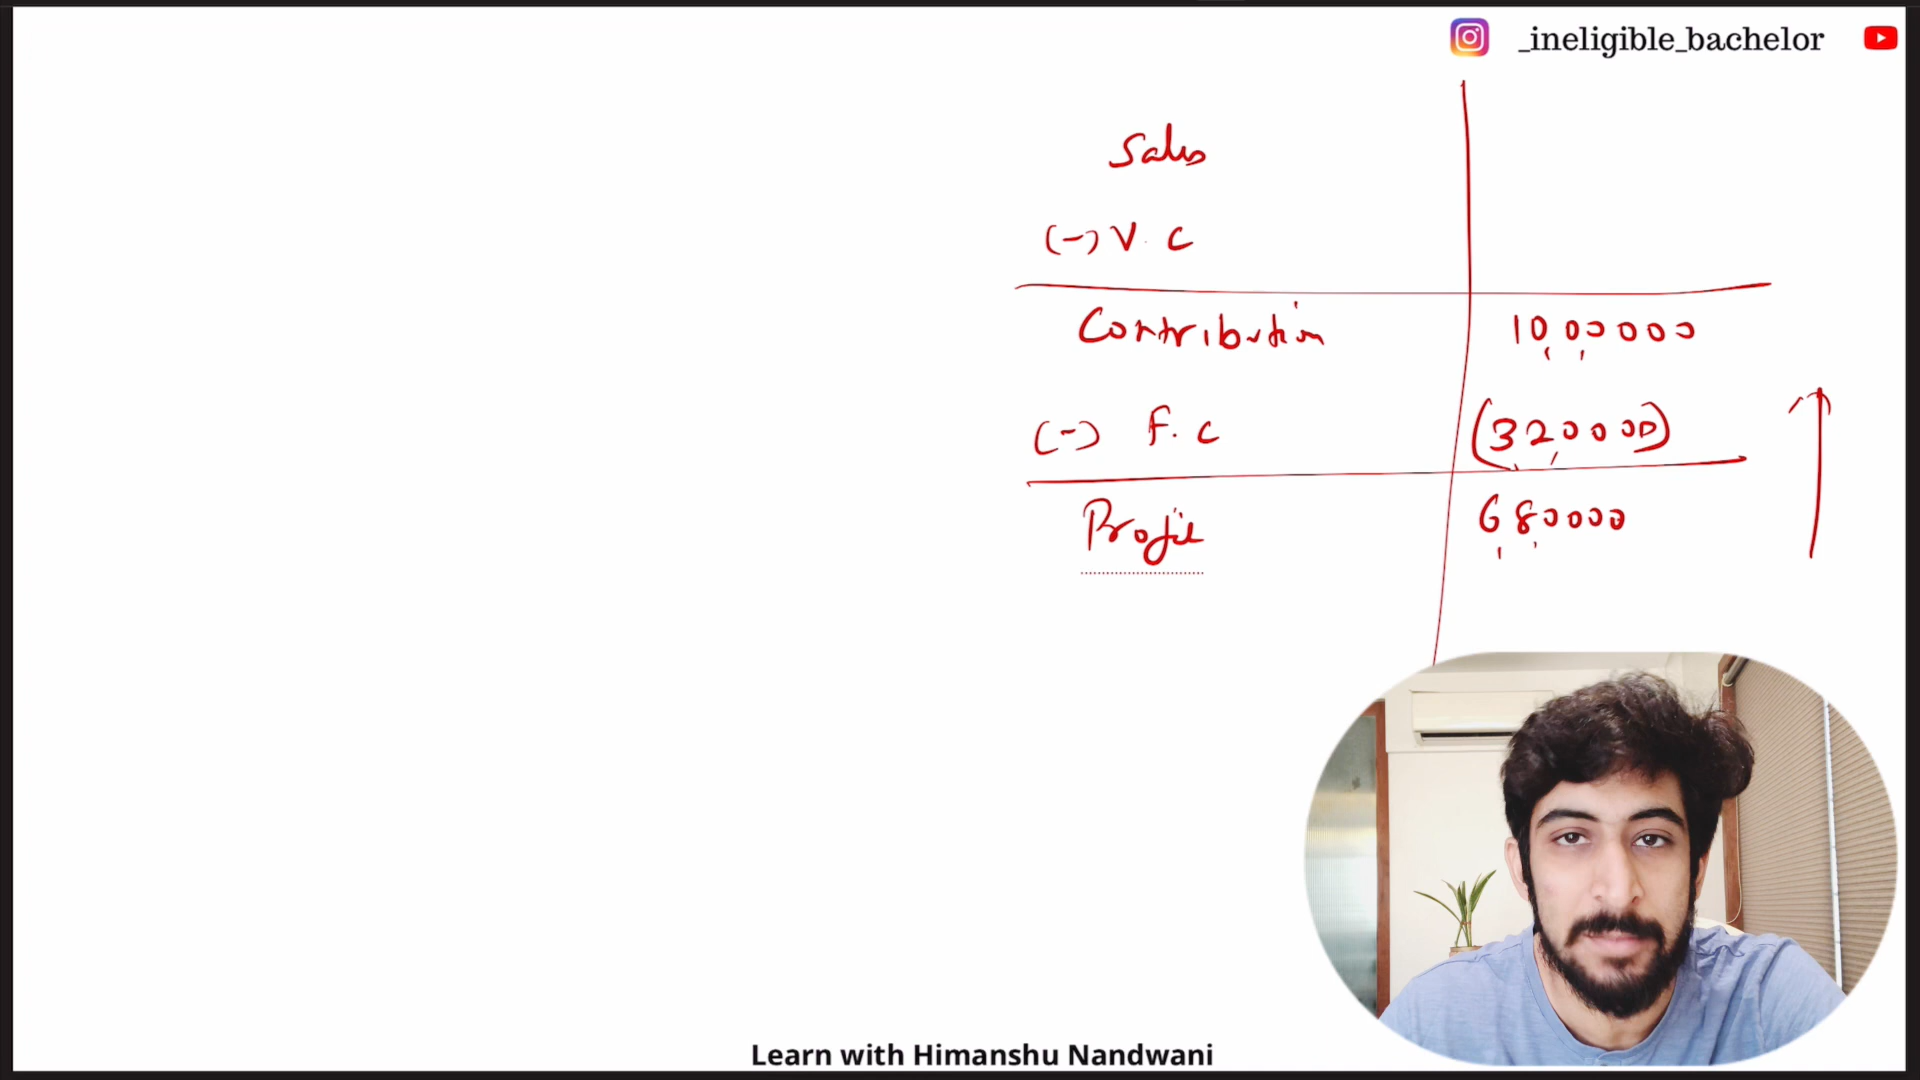 _ineligible_bachelor
Sales
(-) V. C
Contribution 10,00,000
(-) F. C (3,20,000)
Profit 6,80,000
Learn with Himanshu Nandwani